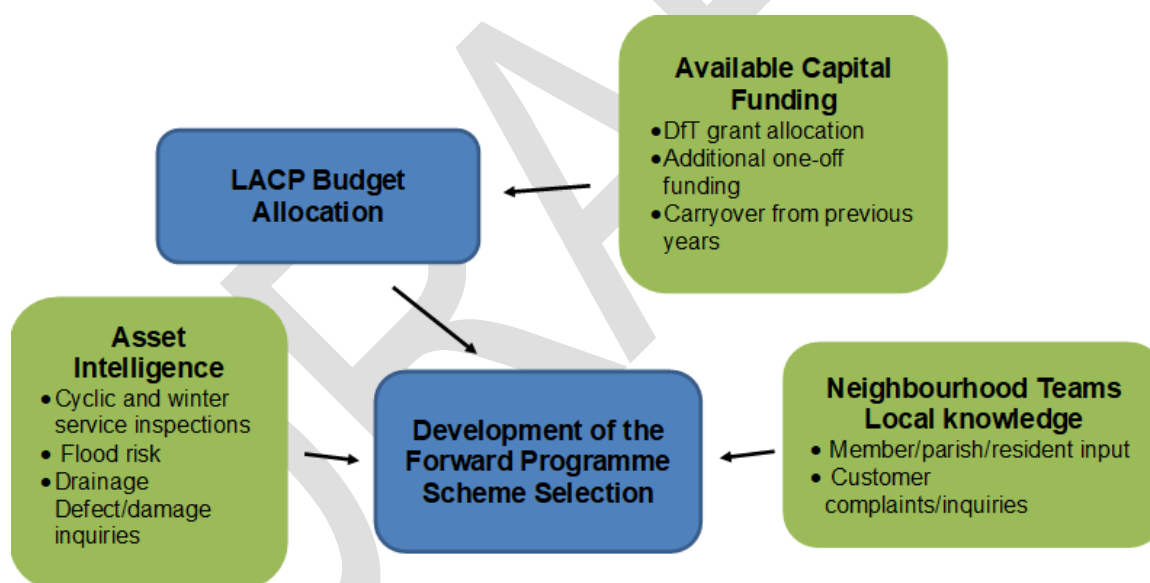 Available Capital
Funding
•DfT grant allocation
•Additional one-off
funding
•Carryover from previous
years
LACP Budget
Allocation
Asset
Intelligence
•Cyclic and winter
service inspections
• Flood risk
•Drainage
Defect/damage
inquiries
Development of the
Forward Programme
Scheme Selection
Neighbourhood Teams
Local knowledge
• Member/parish/resident input
• Customer
complaints/inquiries